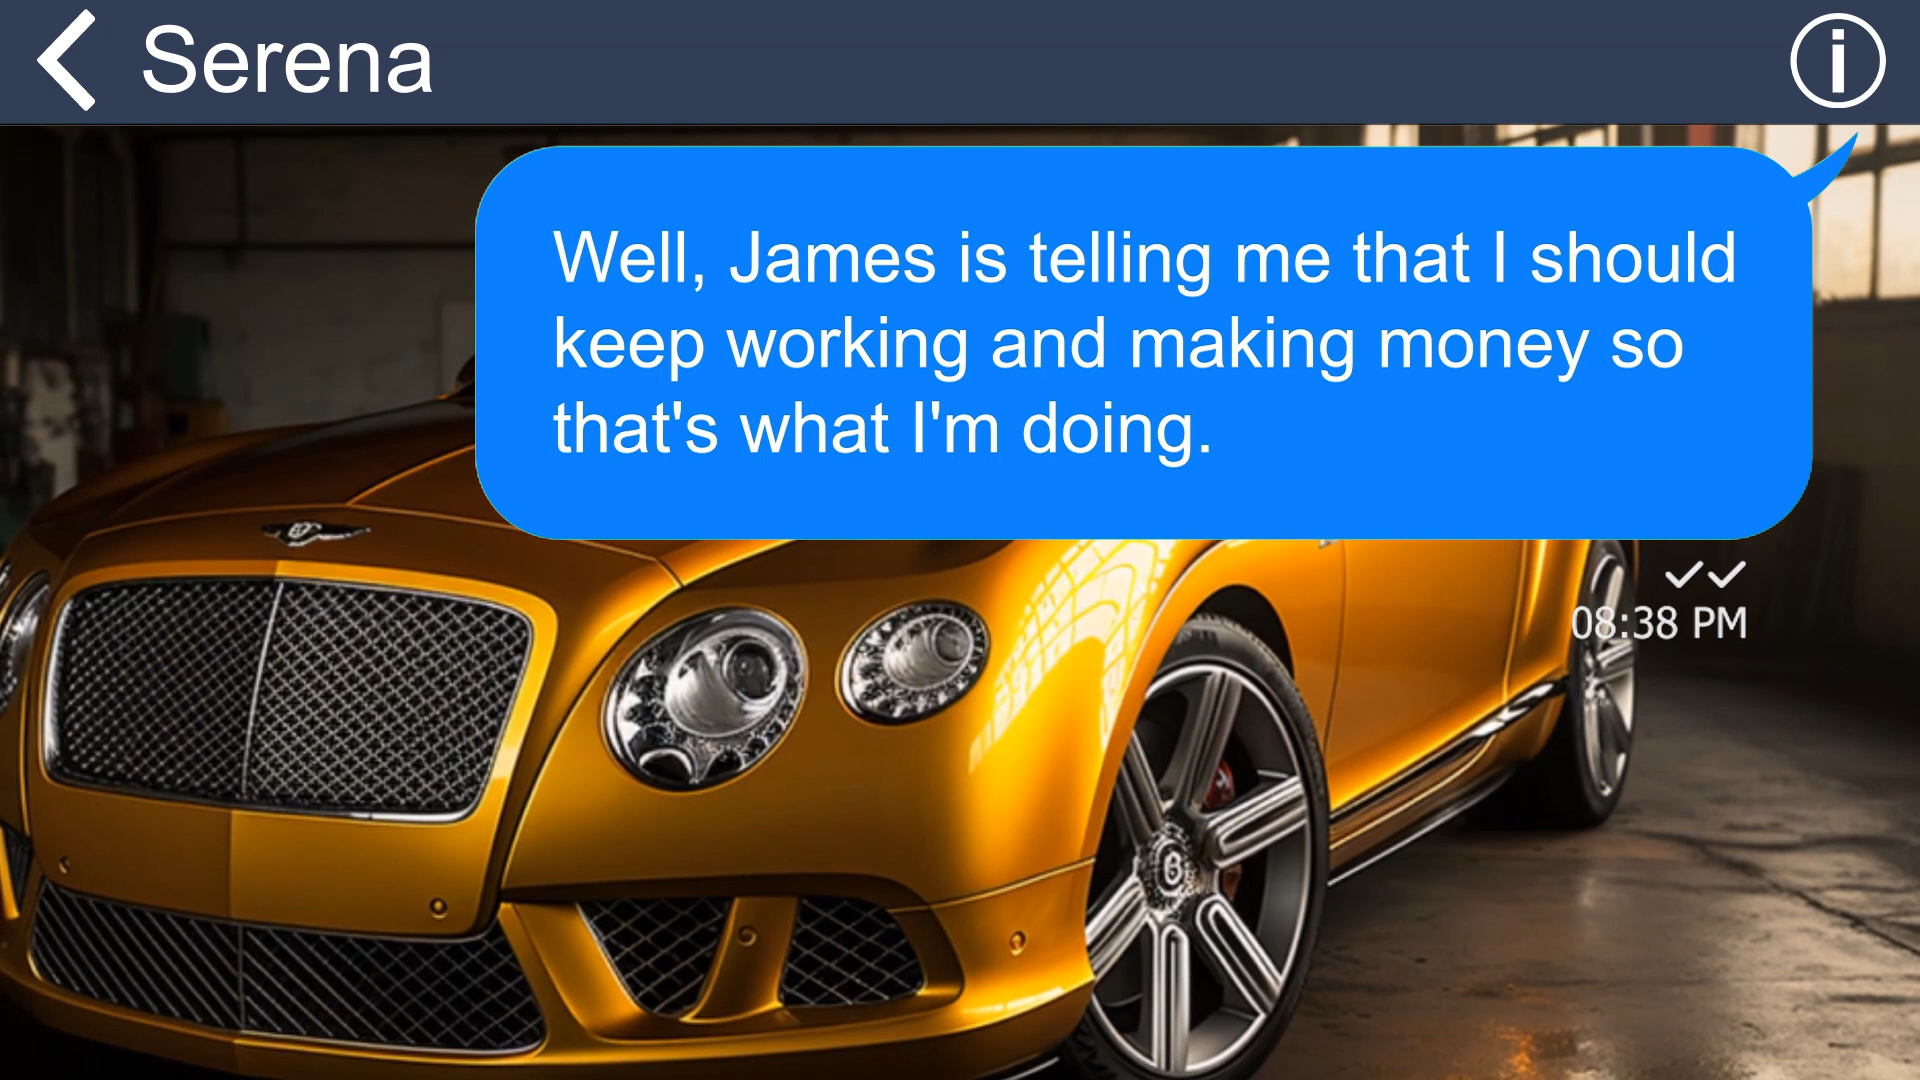 Serena
Well, James is telling me that I should
keep working and making money so
that's what I'm doing.
08:38 PM